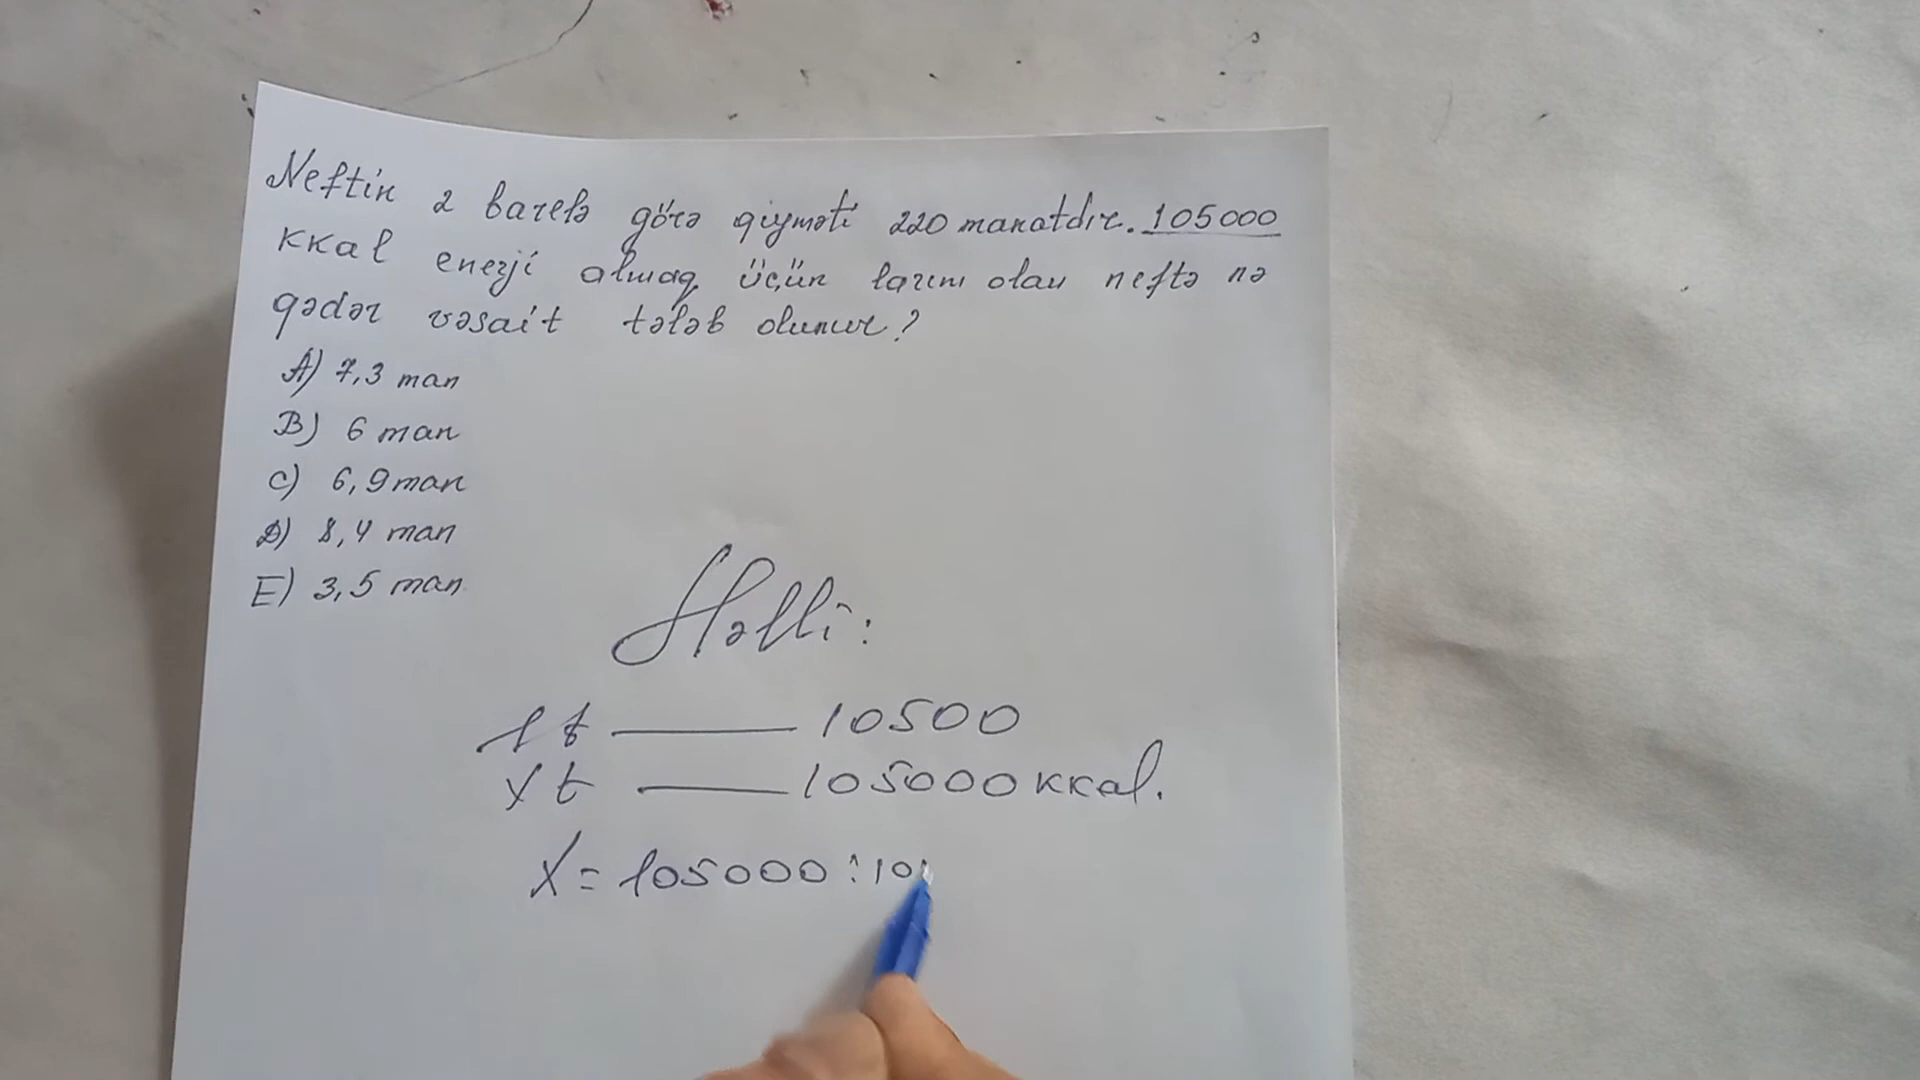 Neftin 2 barelə görə qiyməti 220 manatdır. 105000
kkal enerji almaq üçün lazım olan neftə nə
qədər vəsait tələb olunur?
A) 7,3 man
B) 6 man
C) 6,9 man
D) 8,4 man
E) 3,5 man
Həlli:
1 t — 10500
X t — 105000 kkal.
X = 105000 : 10